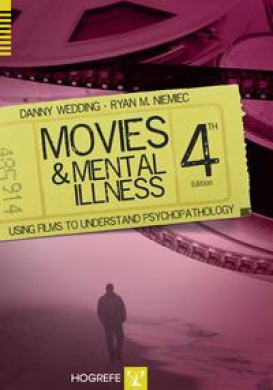 DANNY WEDDING · RYAN M. NIEMIEC
MOVIES
& MENTAL
ILLNESS
4TH
Edition
USING FILMS TO UNDERSTAND PSYCHOPATHOLOGY
485914
HOGREFE